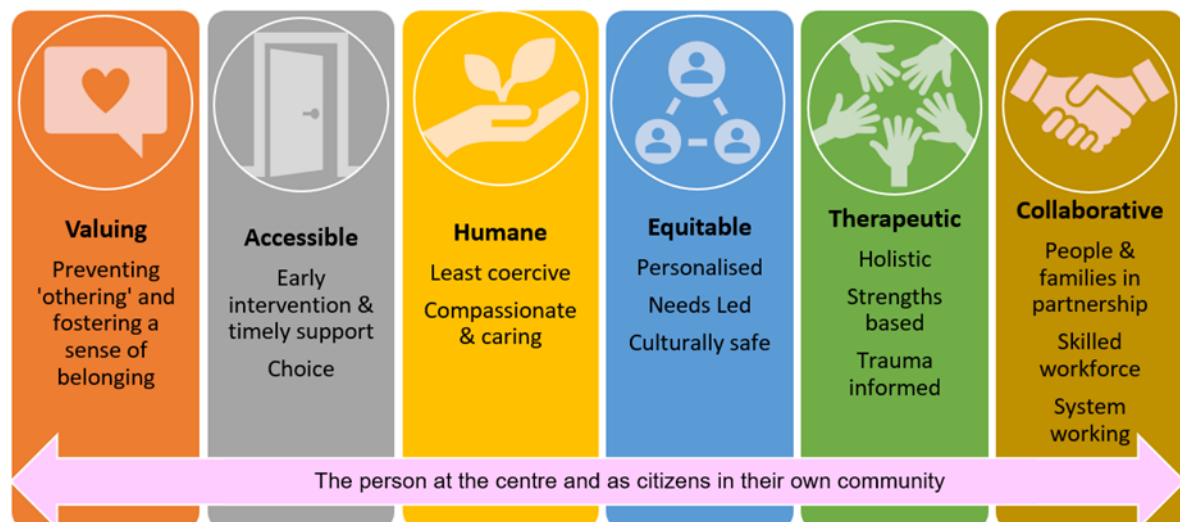 Valuing
Preventing
'othering' and
fostering a
sense of
belonging
Accessible
Early
intervention &
timely support
Choice
Humane
Least coercive
Compassionate
& caring
Equitable
Personalised
Needs Led
Culturally safe
Therapeutic
Holistic
Strengths
based
Trauma
informed
Collaborative
People &
families in
partnership
Skilled
workforce
System
working
The person at the centre and as citizens in their own community